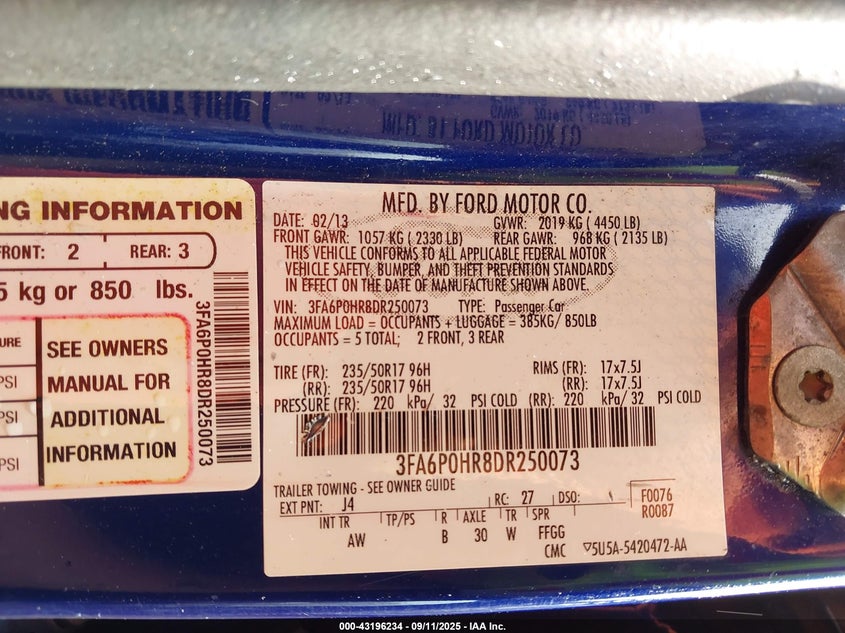 NG INFORMATION
FRONT: 2 REAR: 3
5 kg or 850 lbs.
URE
PSI
PSI
PSI
SEE OWNERS
MANUAL FOR
ADDITIONAL
INFORMATION
3FA6P0HR8DR250073
MFD. BY FORD MOTOR CO.
DATE: 02/13 GVWR: 2019 KG ( 4450 LB)
FRONT GAWR: 1057 KG ( 2330 LB) REAR GAWR: 968 KG ( 2135 LB)
THIS VEHICLE CONFORMS TO ALL APPLICABLE FEDERAL MOTOR
VEHICLE SAFETY, BUMPER, AND THEFT PREVENTION STANDARDS
IN EFFECT ON THE DATE OF MANUFACTURE SHOWN ABOVE.
VIN: 3FA6P0HR8DR250073 TYPE: Passenger Car
MAXIMUM LOAD = OCCUPANTS + LUGGAGE = 385KG/ 850LB
OCCUPANTS = 5 TOTAL; 2 FRONT, 3 REAR
TIRE (FR): 235/50R17 96H RIMS (FR): 17x7.5J
(RR): 235/50R17 96H (RR): 17x7.5J
PRESSURE (FR): 220 kPa/ 32 PSI COLD (RR): 220 kPa/ 32 PSI COLD
3FA6P0HR8DR250073
TRAILER TOWING - SEE OWNER GUIDE
EXT PNT: J4 RC: 27 DSO: F0076
R0087
INT TR TP/PS R AXLE TR SPR
AW B 30 W FFGG
CMC ▽5U5A-5420472-AA
000-43196234 - 09/11/2025 - IAA Inc.